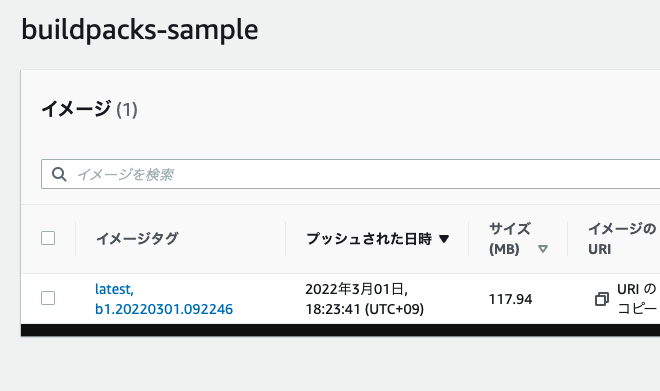 buildpacks-sample
イメージ (1)
イメージを検索
イメージタグ
プッシュされた日時 ▼
サイズ
(MB) ▽
イメージの
URI
latest,
b1.20220301.092246
2022年3月01日,
18:23:41 (UTC+09)
117.94
URI の
コピー